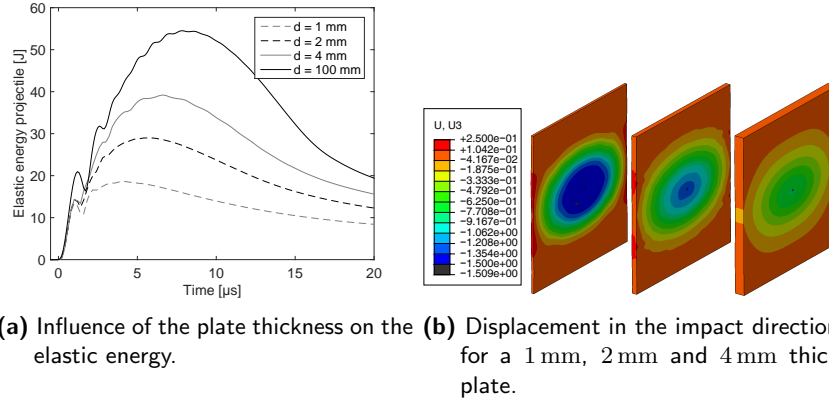 60
50
40
30
20
10
0
0
5
10
15
20
Elastic energy projectile [J]
Time [µs]
d = 1 mm
d = 2 mm
d = 4 mm
d = 100 mm
U, U3
+2.500e-01
+1.042e-01
-4.167e-02
-1.875e-01
-3.333e-01
-4.792e-01
-6.250e-01
-7.708e-01
-9.167e-01
-1.062e+00
-1.208e+00
-1.354e+00
-1.500e+00
-1.509e+00
(a) Influence of the plate thickness on the
elastic energy.
(b) Displacement in the impact direction
for a 1 mm, 2 mm and 4 mm thic
plate.